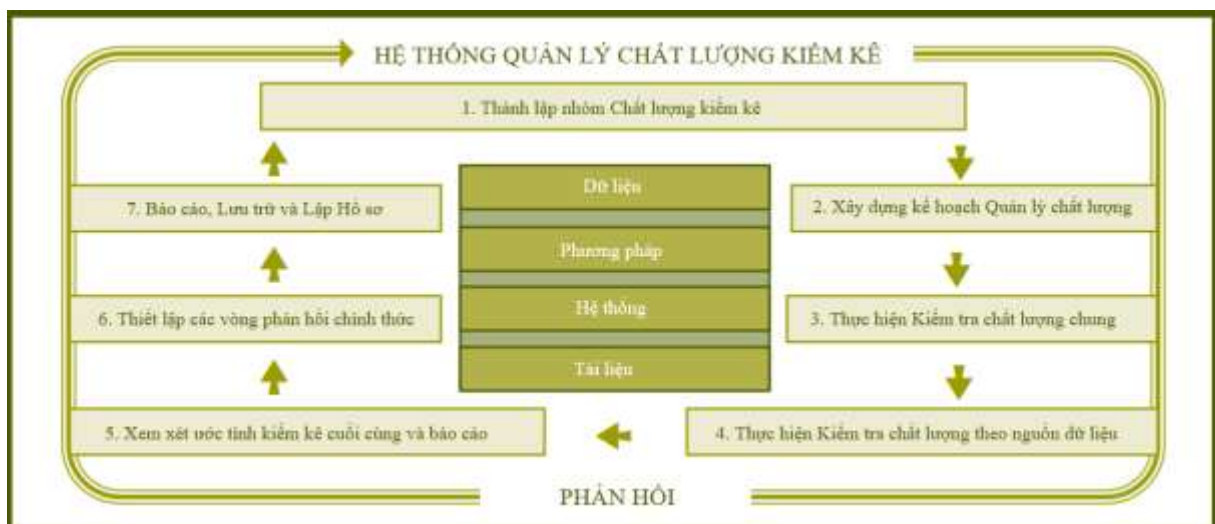 HỆ THỐNG QUẢN LÝ CHẤT LƯỢNG KIỂM KÊ
1. Thành lập nhóm Chất lượng kiểm kê
2. Xây dựng kế hoạch Quản lý chất lượng
3. Thực hiện Kiểm tra chất lượng chung
4. Thực hiện Kiểm tra chất lượng theo nguồn dữ liệu
5. Xem xét ước tính kiểm kê cuối cùng và báo cáo
6. Thiết lập các vòng phản hồi chính thức
7. Báo cáo, Lưu trữ và Lập Hồ sơ
Dữ liệu
Phương pháp
Hệ thống
Tài liệu
PHẢN HỒI